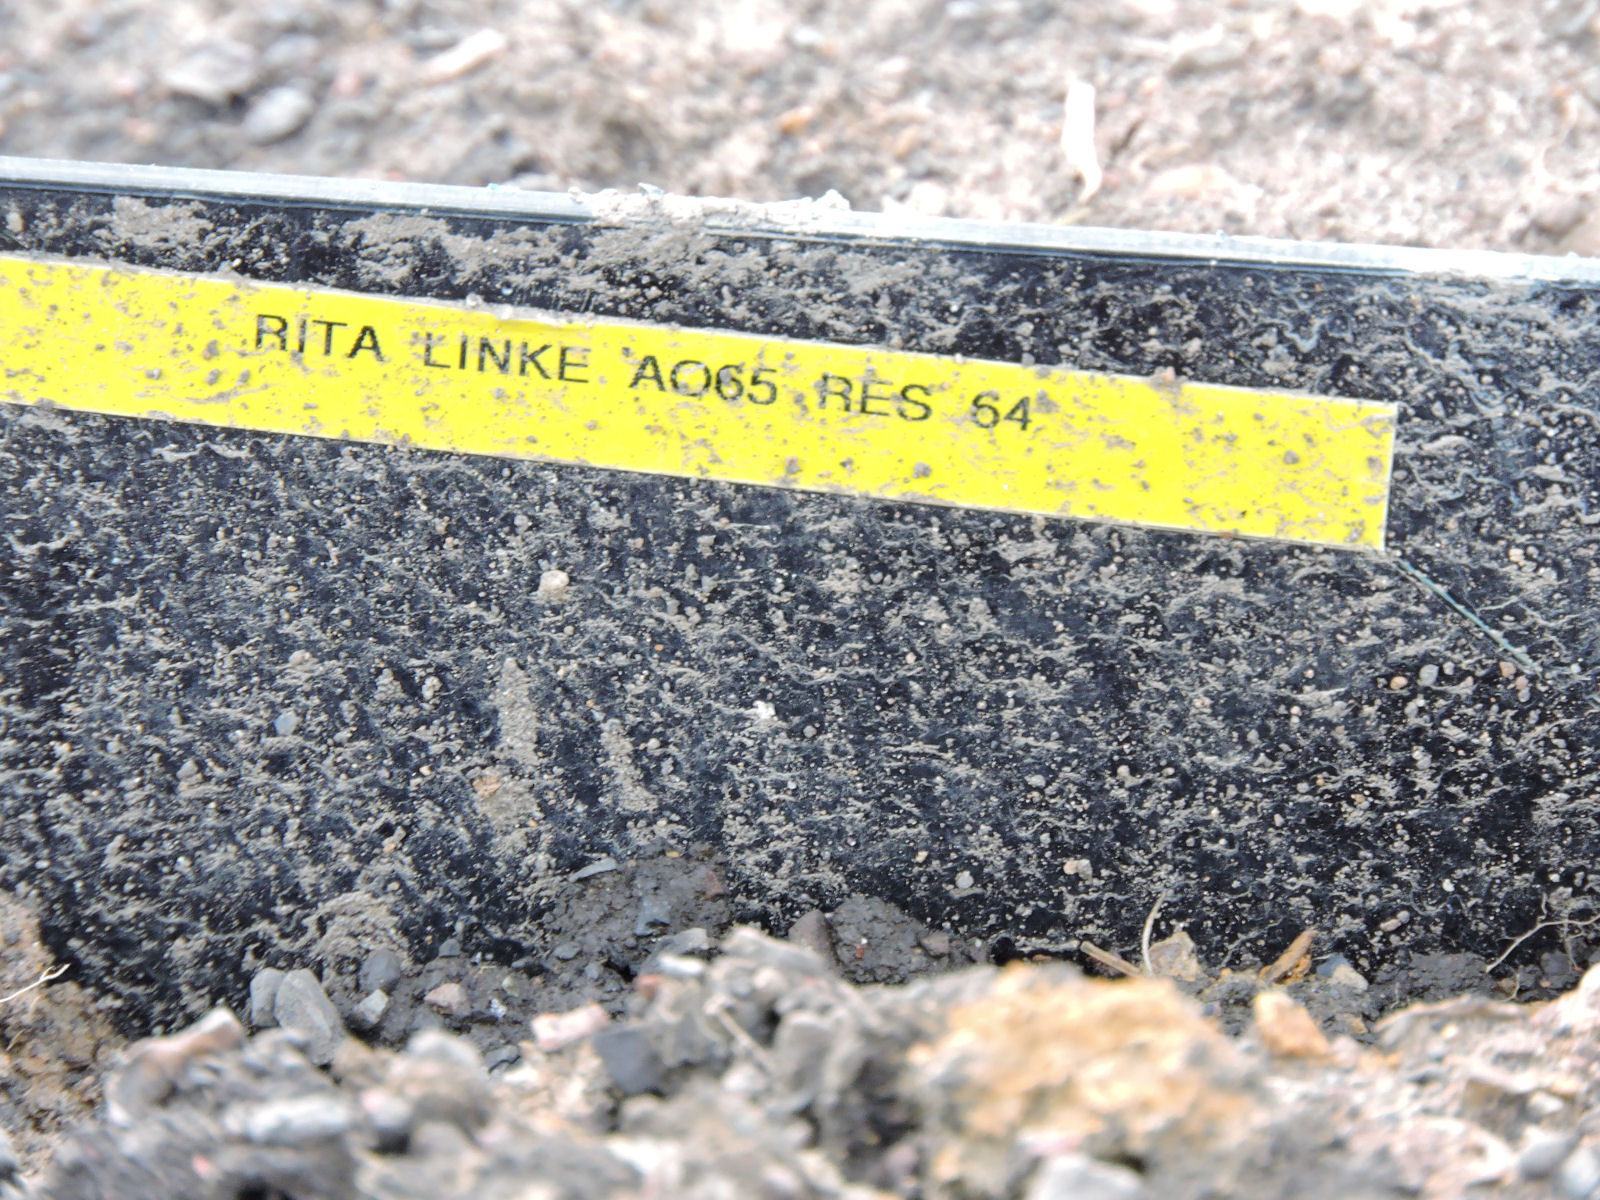 RITA LINKE AO65 RES 64